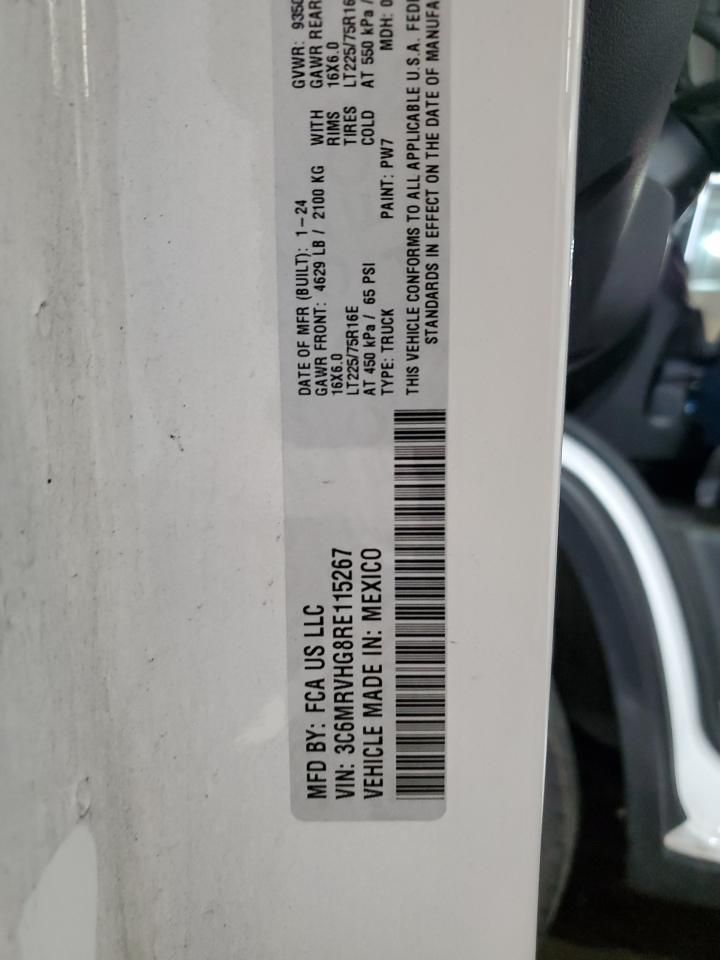 MFD BY: FCA US LLC
VIN: 3C6MRVHG8RE115267
VEHICLE MADE IN: MEXICO
DATE OF MFR (BUILT): 1-24
GAWR FRONT: 4629 LB / 2100 KG WITH
16X6.0 RIMS
LT225/75R16E TIRES
AT 450 kPa / 65 PSI COLD
TYPE: TRUCK PAINT: PW7
GVWR: 
GAWR REAR
16X6.0
LT225/75R16
AT 550 kPa /
MDH:
THIS VEHICLE CONFORMS TO ALL APPLICABLE U.S.A.
STANDARDS IN EFFECT ON THE DATE OF